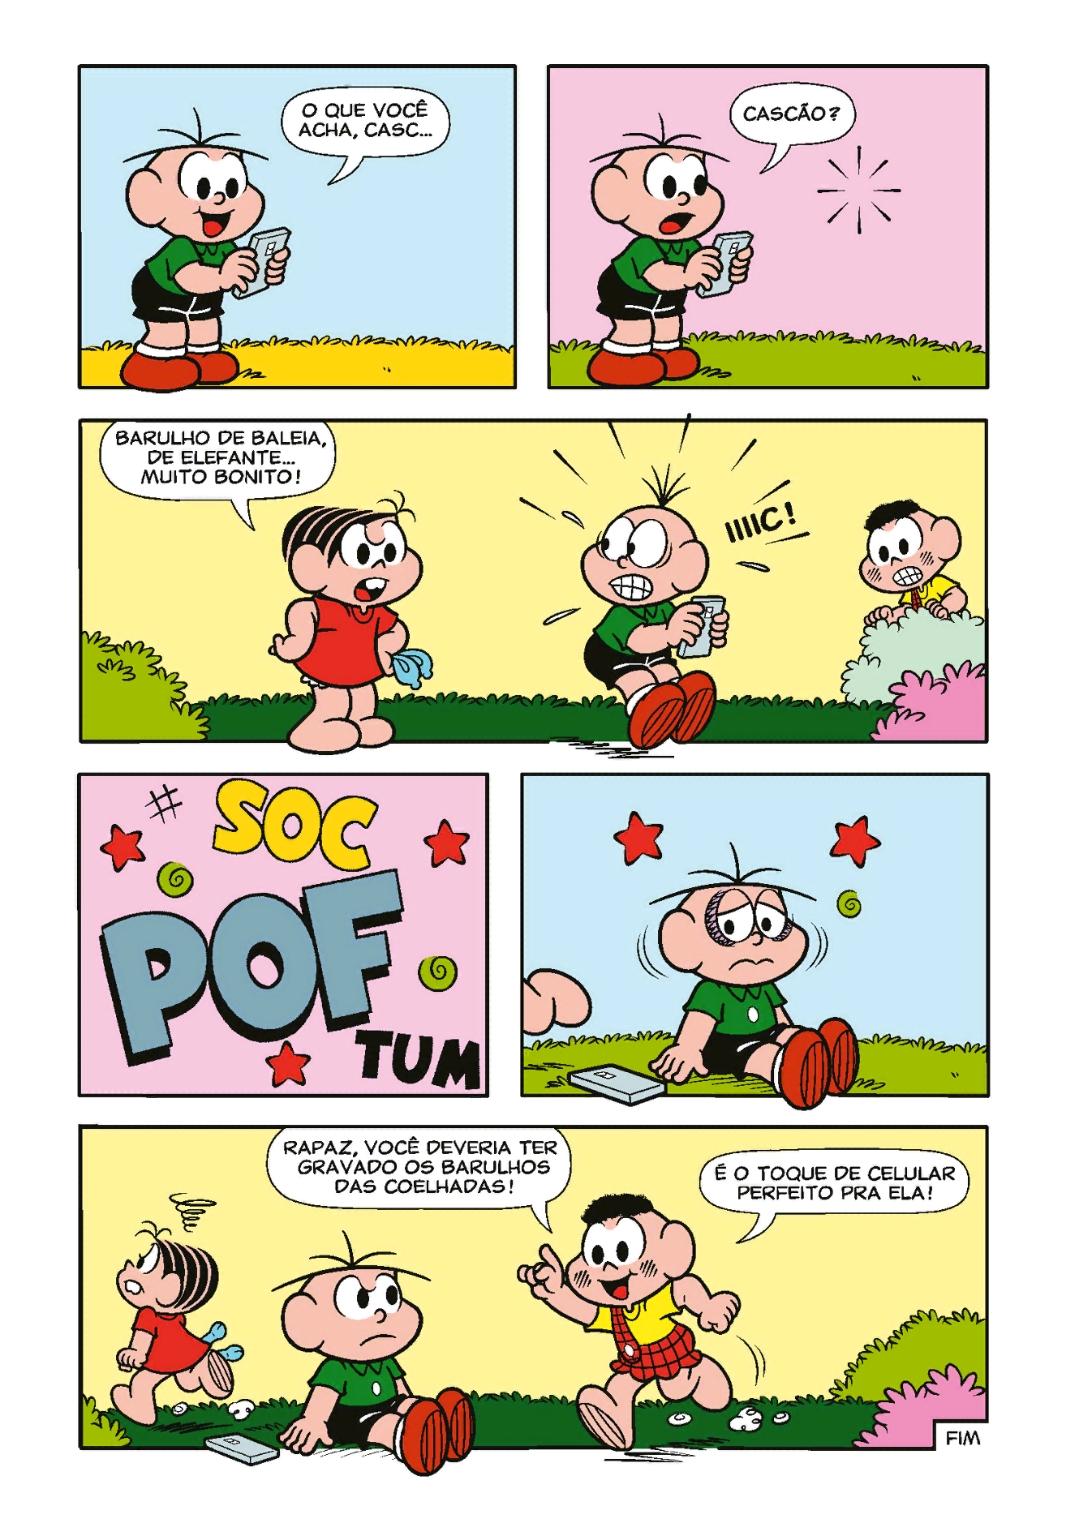 O QUE VOCÊ
ACHA, CASC...
CASCÃO?
BARULHO DE BALEIA,
DE ELEFANTE...
MUITO BONITO!
IIIIC!
SOC
POF
TUM
RAPAZ, VOCÊ DEVERIA TER
GRAVADO OS BARULHOS
DAS COELHADAS!
É O TOQUE DE CELULAR
PERFEITO PRA ELA!
FIM